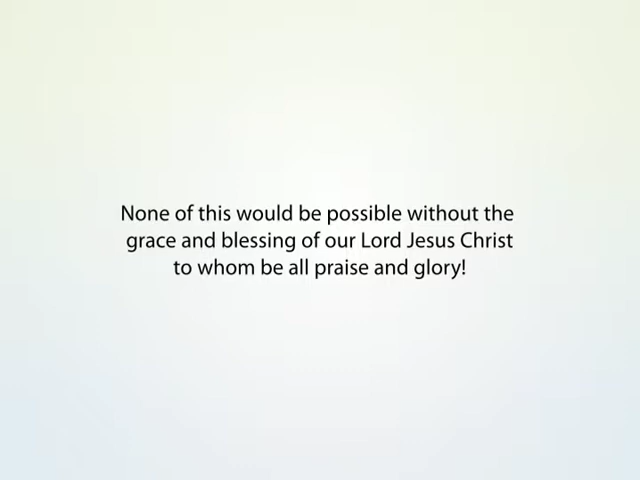 None of this would be possible without the
grace and blessing of our Lord Jesus Christ
to whom be all praise and glory!